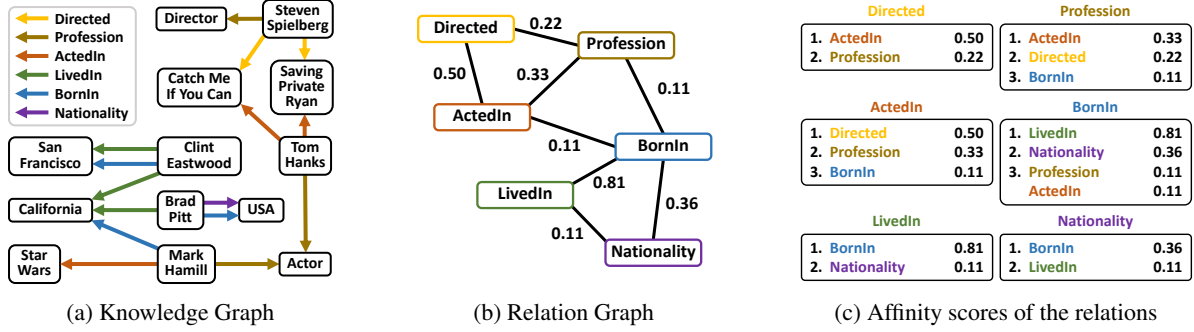 Directed
Profession
ActedIn
LivedIn
BornIn
Nationality
Director
Steven
Spielberg
Catch Me
If You Can
Saving
Private
Ryan
San
Francisco
Clint
Eastwood
Tom
Hanks
California
Brad
Pitt
USA
Star
Wars
Mark
Hamill
Actor
(a) Knowledge Graph
Directed
0.22
Profession
0.50
0.33
0.11
ActedIn
0.11
BornIn
LivedIn
0.81
0.36
0.11
Nationality
(b) Relation Graph
Directed
1. ActedIn 0.50
2. Profession 0.22
Profession
1. ActedIn 0.33
2. Directed 0.22
3. BornIn 0.11
ActedIn
1. Directed 0.50
2. Profession 0.33
3. BornIn 0.11
BornIn
1. LivedIn 0.81
2. Nationality 0.36
3. Profession 0.11
ActedIn 0.11
LivedIn
1. BornIn 0.81
2. Nationality 0.11
Nationality
1. BornIn 0.36
2. LivedIn 0.11
(c) Affinity scores of the relations